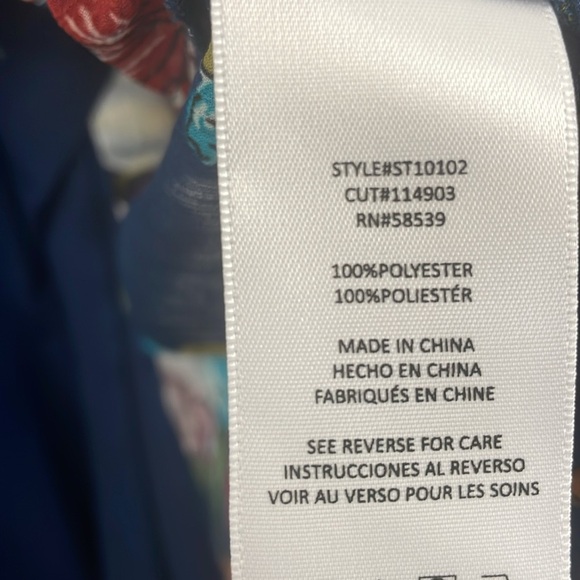 STYLE#ST10102
CUT#114903
RN#58539
100%POLYESTER
100%POLIESTÉR
MADE IN CHINA
HECHO EN CHINA
FABRIQUÉS EN CHINE
SEE REVERSE FOR CARE
INSTRUCCIONES AL REVERSO
VOIR AU VERSO POUR LES SOINS